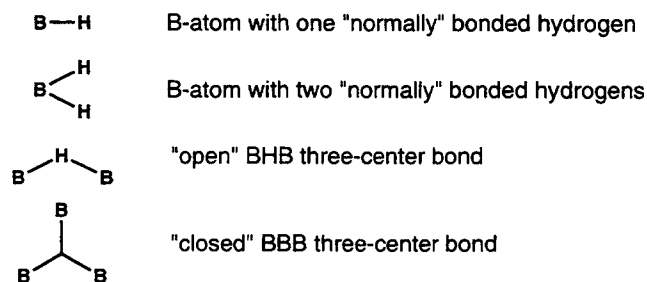 B—H B-atom with one "normally" bonded hydrogen
H
B B-atom with two "normally" bonded hydrogens
H
H "open" BHB three-center bond
B B
B
"closed" BBB three-center bond
B B